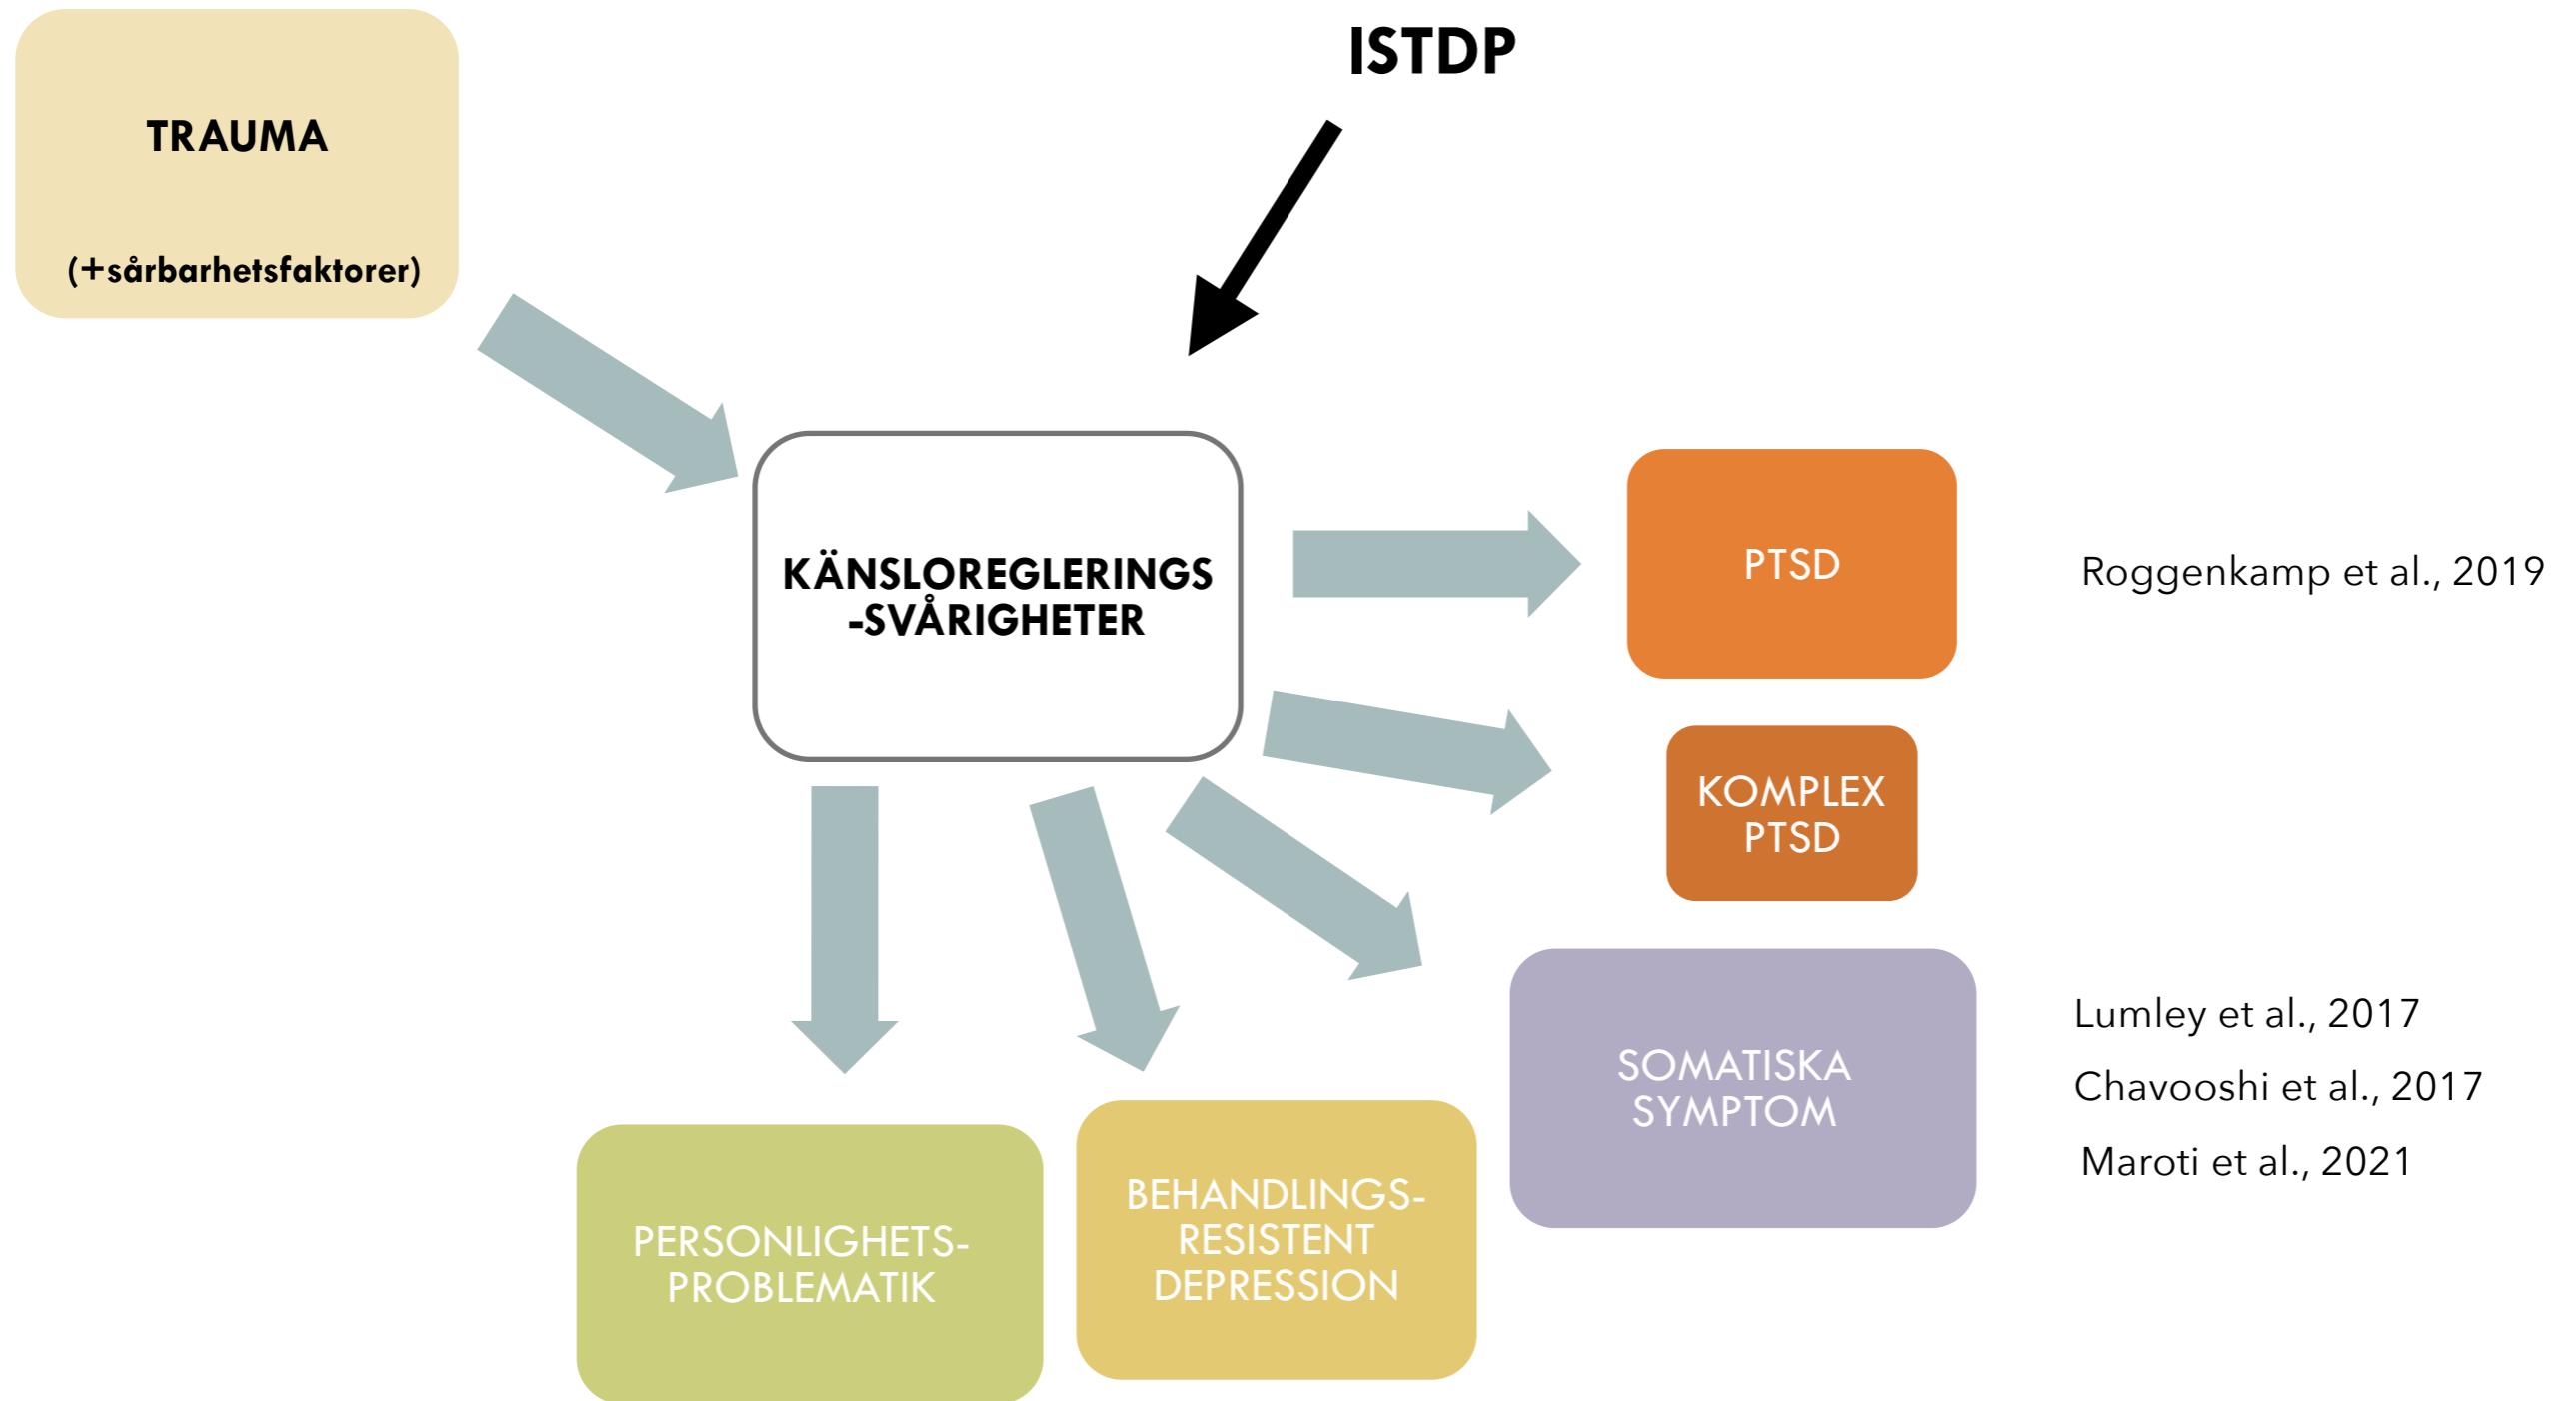 ISTDP
TRAUMA
(+sårbarhetsfaktorer)
KÄNSLOREGLERINGS
-SVÅRIGHETER
PTSD
Roggenkamp et al., 2019
KOMPLEX
PTSD
SOMATISKA
SYMPTOM
Lumley et al., 2017
Chavooshi et al., 2017
Maroti et al., 2021
BEHANDLINGS-
RESISTENT
DEPRESSION
PERSONLIGHETS-
PROBLEMATIK